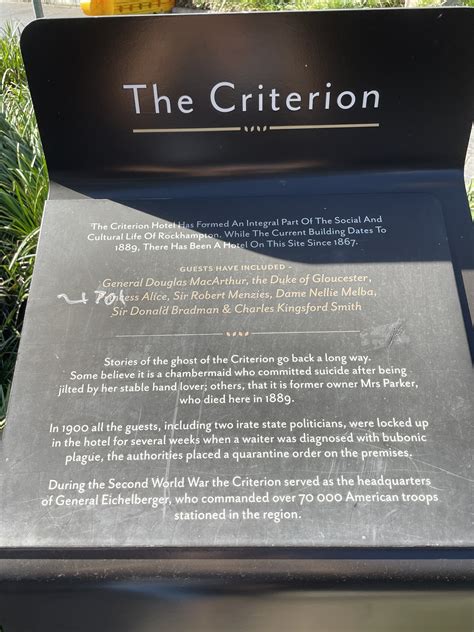 The Criterion
The Criterion Hotel Has Formed An Integral Part Of The Social And
Cultural Life Of Rockhampton. While The Current Building Dates To
1889, There Has Been A Hotel On This Site Since 1867.
GUESTS HAVE INCLUDED -
General Douglas MacArthur, the Duke of Gloucester,
Alice, Sir Robert Menzies, Dame Nellie Melba,
Sir Donald Bradman & Charles Kingsford Smith
Stories of the ghost of the Criterion go back a long way.
Some believe it is a chambermaid who committed suicide after being
jilted by her stable hand lover; others, that it is former owner Mrs Parker,
who died here in 1889.
In 1900 all the guests, including two irate state politicians, were locked up
in the hotel for several weeks when a waiter was diagnosed with bubonic
plague, the authorities placed a quarantine order on the premises.
During the Second World War the Criterion served as the headquarters
of General Eichelberger, who commanded over 70 000 American troops
stationed in the region.